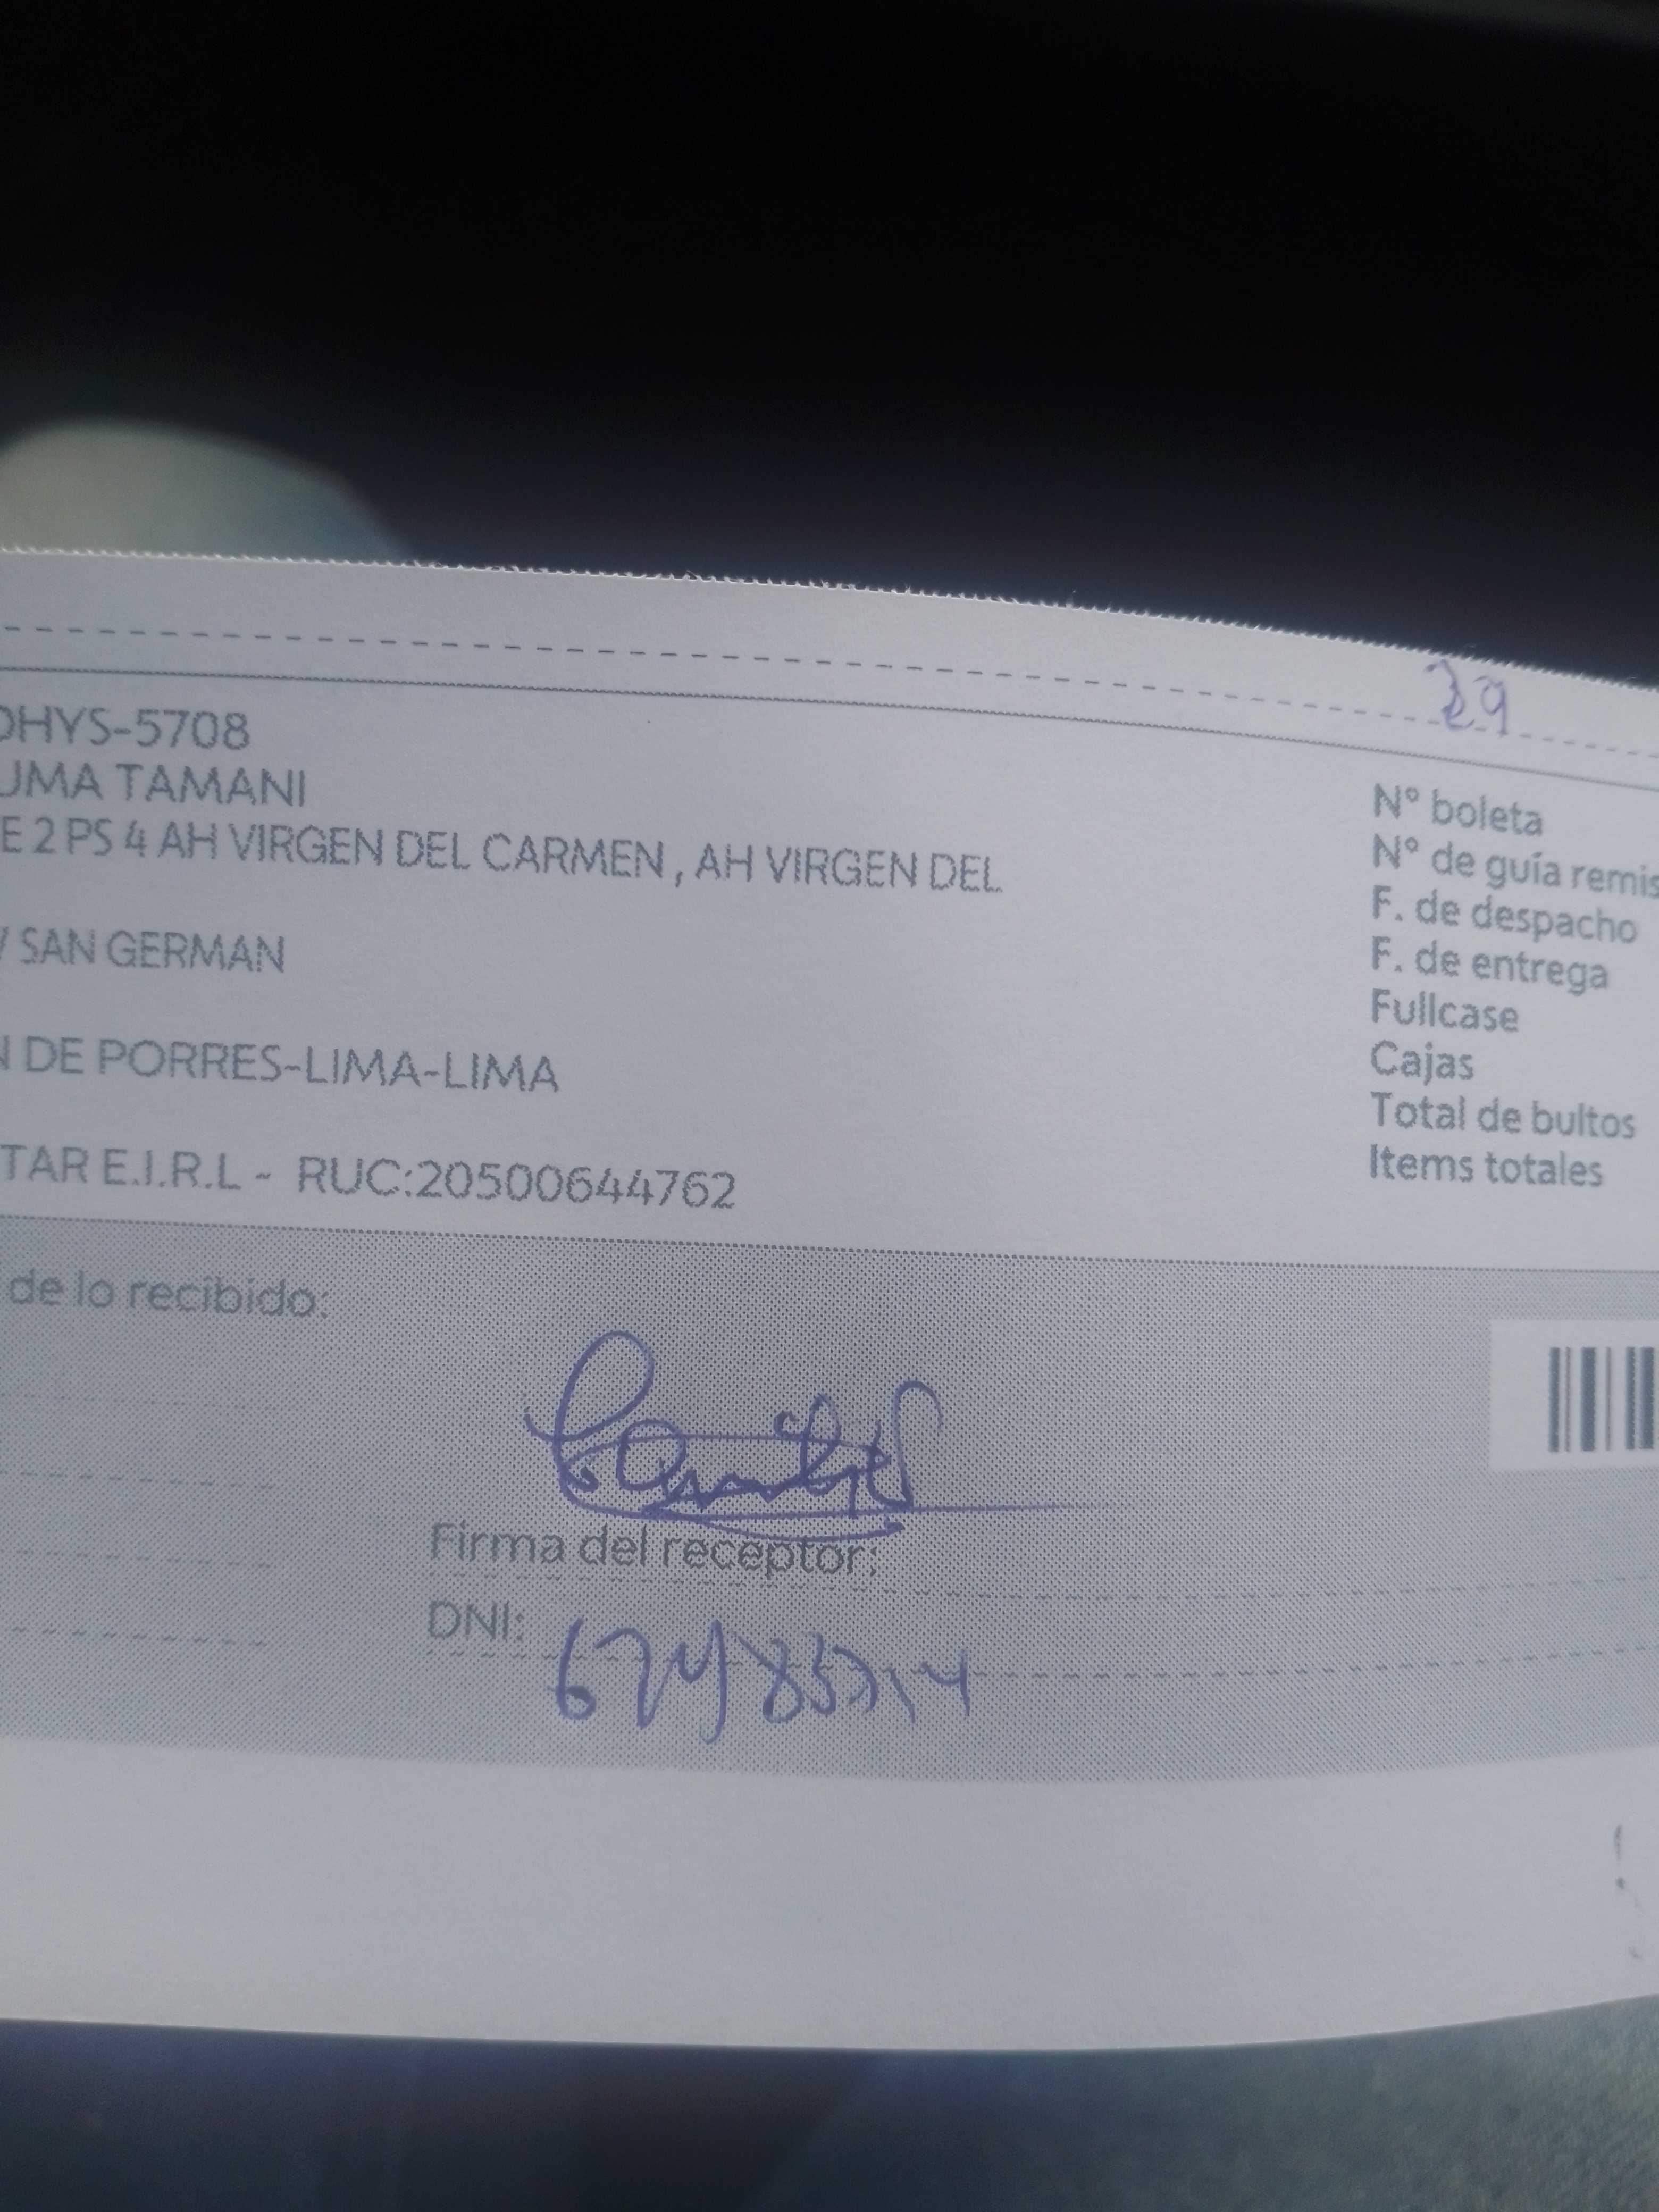 29
OHYS-5708
UMA TAMANI
E 2 PS 4 AH VIRGEN DEL CARMEN , AH VIRGEN DEL
/ SAN GERMAN
N DE PORRES-LIMA-LIMA
TAR E.I.R.L - RUC:20500644762
N° boleta
N° de guía remis
F. de despacho
F. de entrega
Fullcase
Cajas
Total de bultos
Items totales
de lo recibido:
Firma del receptor:
DNI: